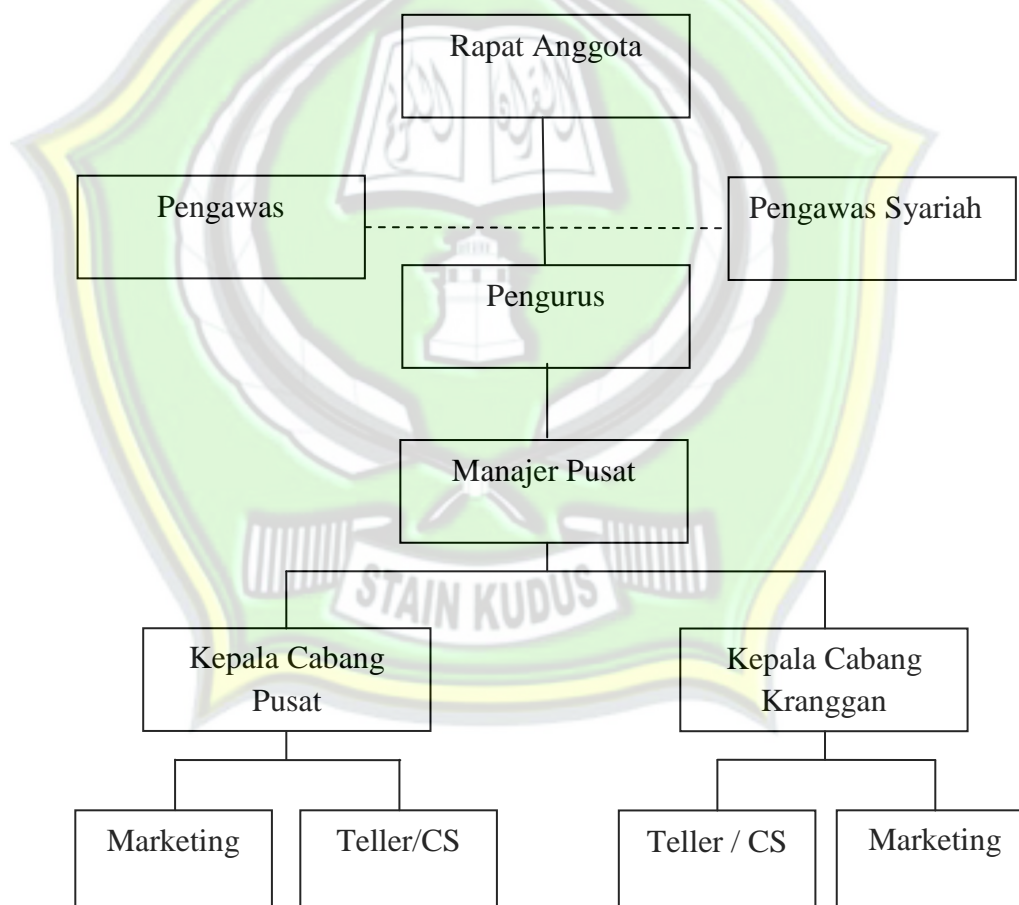 Rapat Anggota
Pengawas
Pengawas Syariah
Pengurus
Manajer Pusat
STAIN KUDUS
Kepala Cabang
Pusat
Kepala Cabang
Kranggan
Marketing
Teller/CS
Teller / CS
Marketing